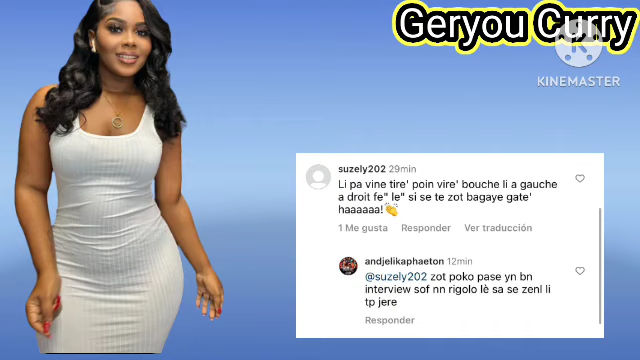 Geryou Curry
KINEMASTER
suzely202 29min
Li pa vine tire' poin vire' bouche li a gauche
a droit fe" le" si se te zot bagaye gate'
haaaaaa!👏
1 Me gusta Responder Ver traducción
andjelikaphaeton 12min
@suzely202 zot poko pase yn bn
interview sof nn rigolo lè sa se zenl li
tp jere
Responder